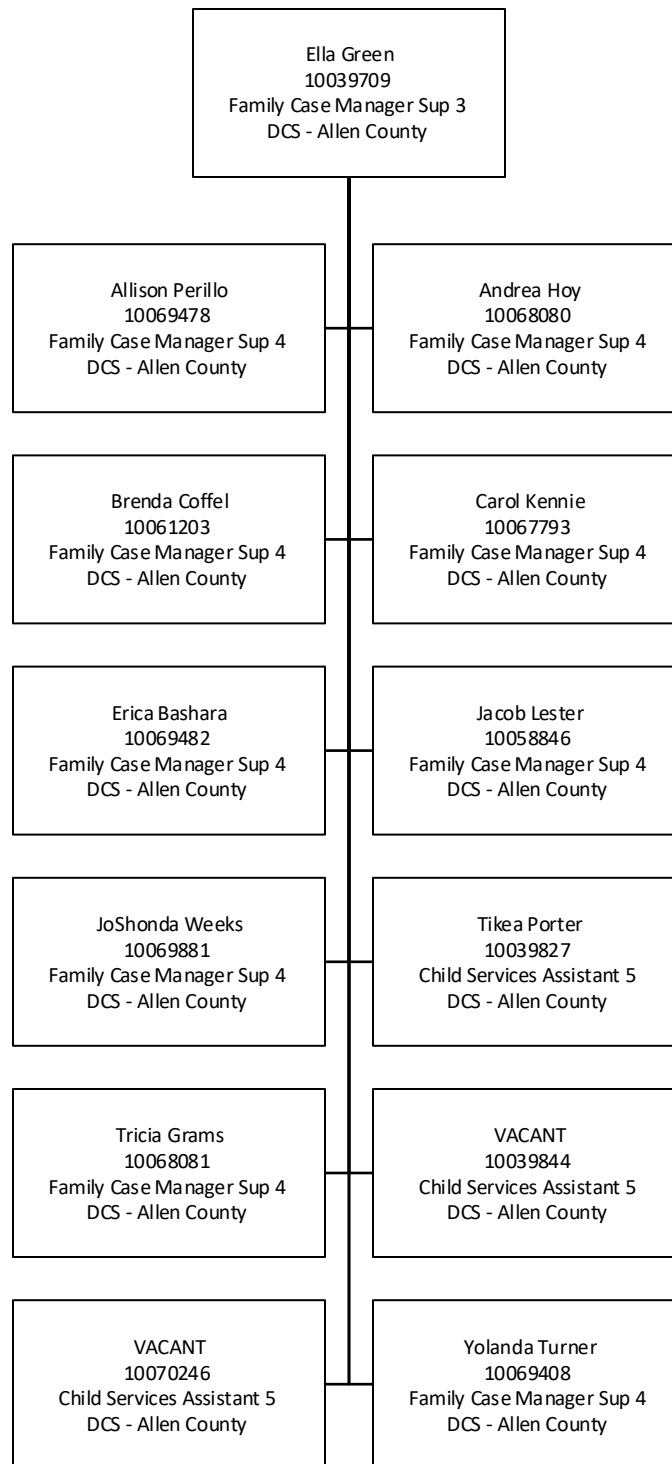 Ella Green
10039709
Family Case Manager Sup 3
DCS - Allen County
Allison Perillo
10069478
Family Case Manager Sup 4
DCS - Allen County
Andrea Hoy
10068080
Family Case Manager Sup 4
DCS - Allen County
Brenda Coffel
10061203
Family Case Manager Sup 4
DCS - Allen County
Carol Kennie
10067793
Family Case Manager Sup 4
DCS - Allen County
Erica Bashara
10069482
Family Case Manager Sup 4
DCS - Allen County
Jacob Lester
10058846
Family Case Manager Sup 4
DCS - Allen County
JoShonda Weeks
10069881
Family Case Manager Sup 4
DCS - Allen County
Tikea Porter
10039827
Child Services Assistant 5
DCS - Allen County
Tricia Grams
10068081
Family Case Manager Sup 4
DCS - Allen County
VACANT
10039844
Child Services Assistant 5
DCS - Allen County
VACANT
10070246
Child Services Assistant 5
DCS - Allen County
Yolanda Turner
10069408
Family Case Manager Sup 4
DCS - Allen County